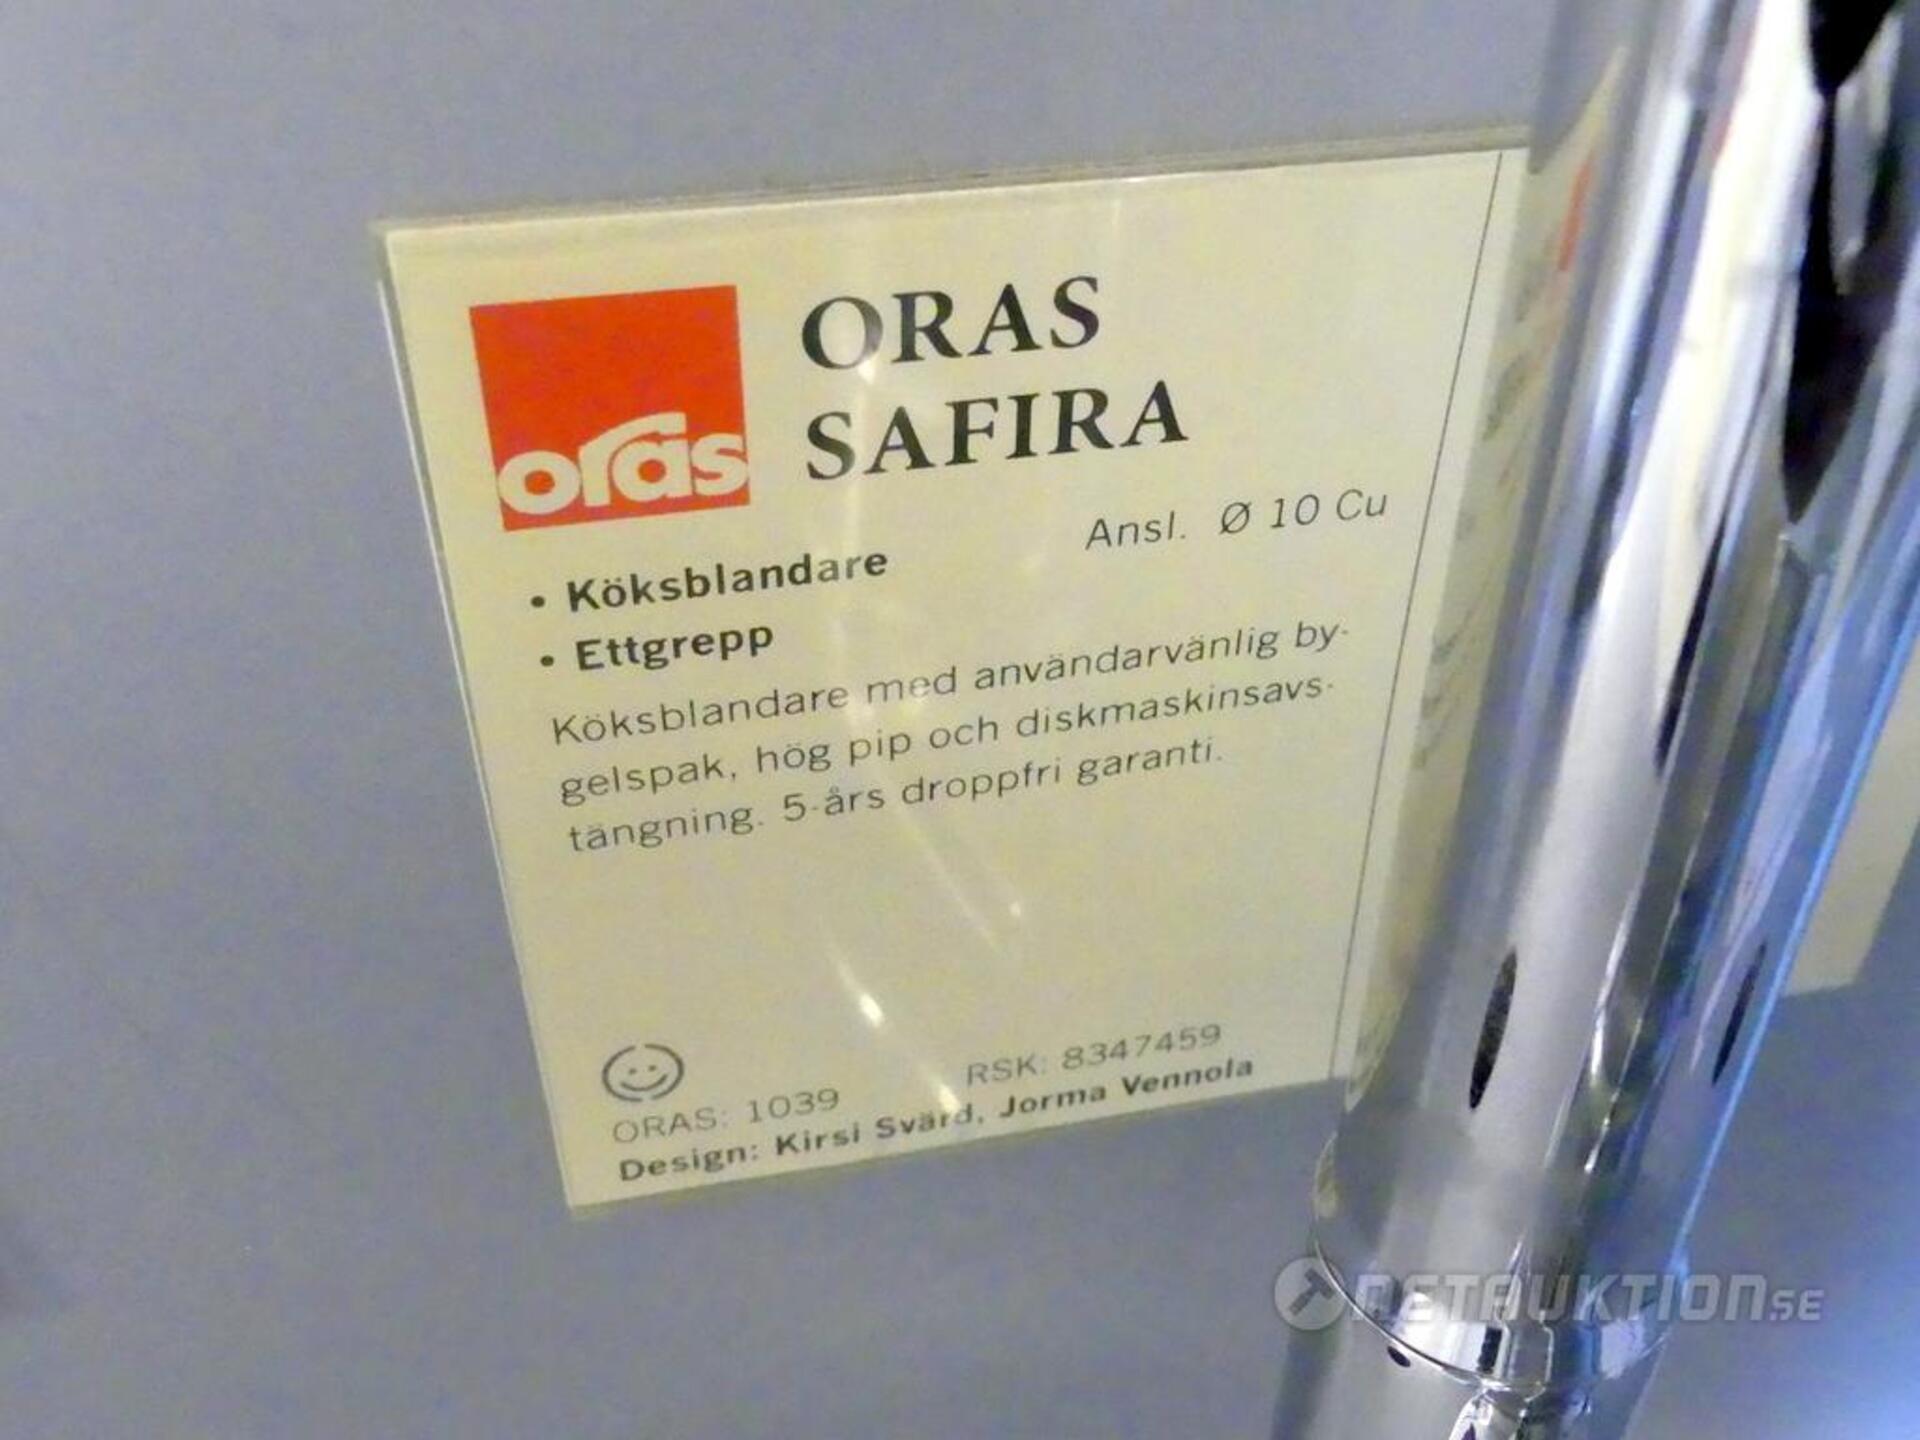 oras
ORAS
SAFIRA
Ansl. Ø 10 Cu
• Köksblandare
• Ettgrepp
Köksblandare med användarvänlig by-
gelspak, hög pip och diskmaskinsavs-
tängning. 5-års droppfri garanti.
ORAS: 1039
RSK: 8347459
Design: Kirsi Svärd, Jorma Vennola
NETAUKTION.SE